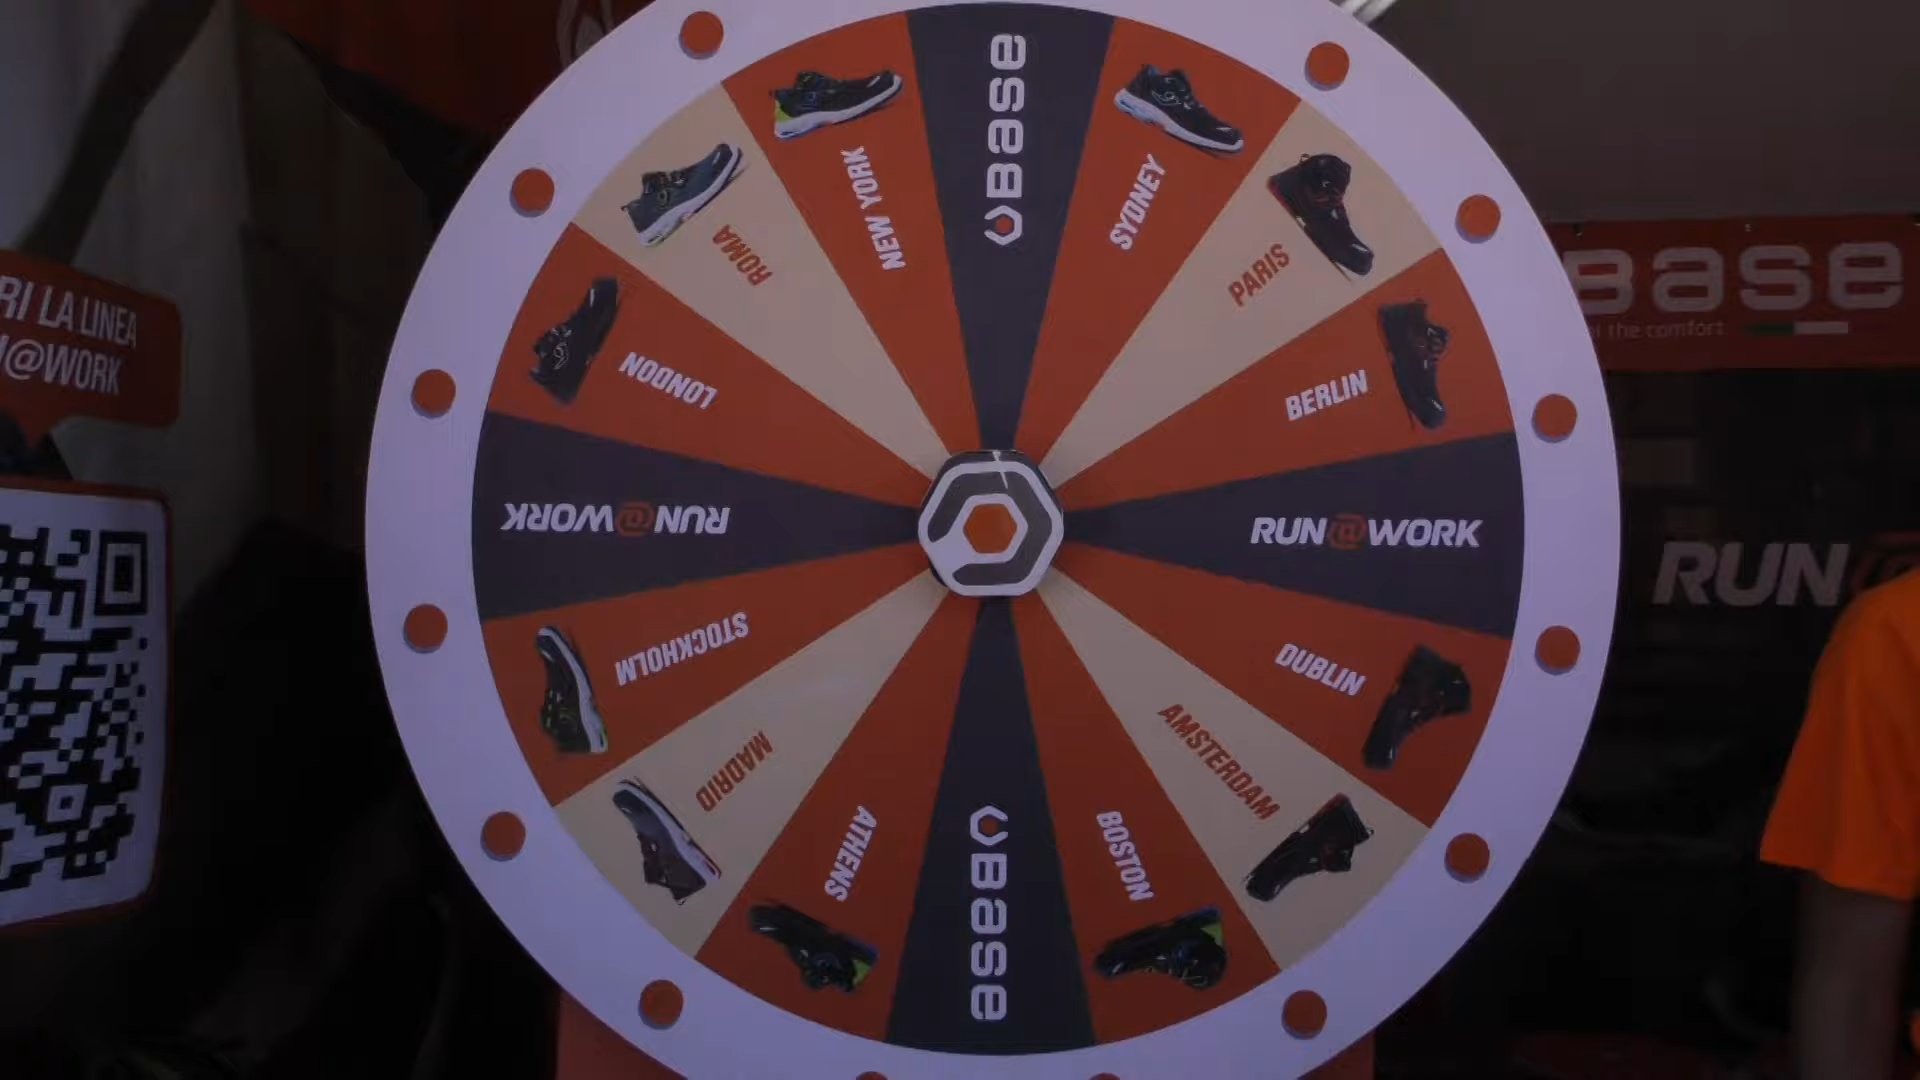 BASE
SYDNEY
PARIS
BERLIN
RUN@WORK
DUBLIN
AMSTERDAM
BOSTON
BASE
ATHENS
MADRID
STOCKHOLM
RUN@WORK
LONDON
ROMA
NEW YORK
RI LA LINEA
@WORK
BASE
the comfort
RUN@